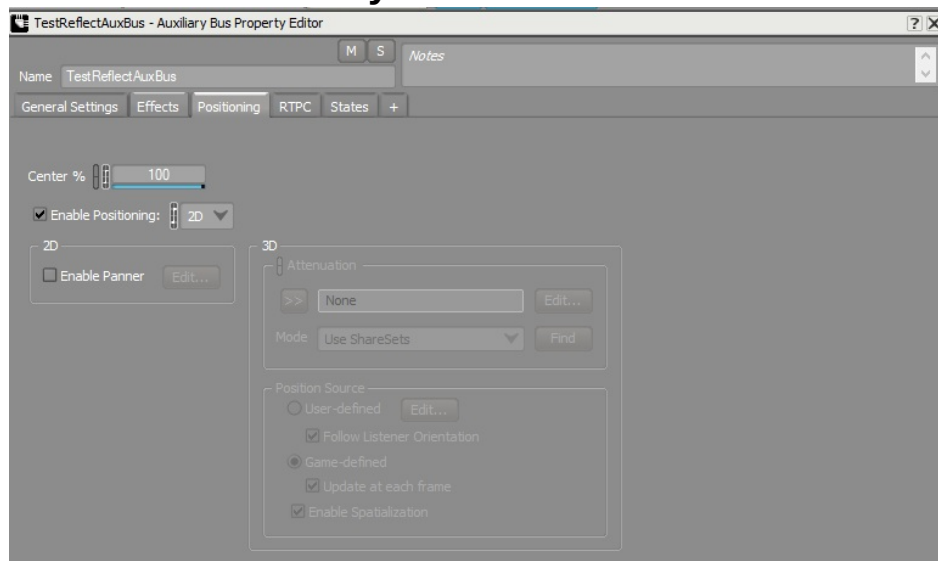 TestReflectAuxBus - Auxiliary Bus Property Editor
? X
M S
Notes
Name TestReflectAuxBus
General Settings Effects Positioning RTPC States +
Center % 100
Enable Positioning: 2D
2D
Enable Panner Edit...
3D
Attenuation
>> None Edit...
Mode Use ShareSets Find
Position Source
User-defined Edit...
Follow Listener Orientation
Game-defined
Update at each frame
Enable Spatialization